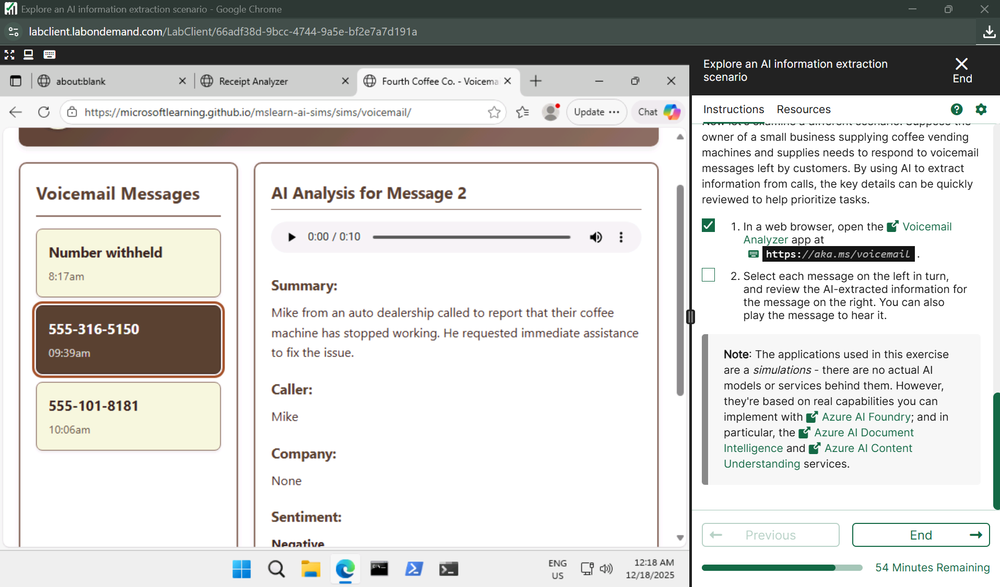 Explore an AI information extraction scenario - Google Chrome
labclient.labondemand.com/LabClient/66adf38d-9bcc-4744-9a5e-bf2e7a7d191a
about:blank
Receipt Analyzer
Fourth Coffee Co. - Voicema
https://microsoftlearning.github.io/mslearn-ai-sims/sims/voicemail/
Update
Chat
Voicemail Messages
Number withheld
8:17am
555-316-5150
09:39am
555-101-8181
10:06am
AI Analysis for Message 2
0:00 / 0:10
Summary:
Mike from an auto dealership called to report that their coffee
machine has stopped working. He requested immediate assistance
to fix the issue.
Caller:
Mike
Company:
None
Sentiment:
Negative
ENG
US
12:18 AM
12/18/2025
Explore an AI information extraction
scenario
End
Instructions
Resources
Now let's examine a different scenario. Suppose the
owner of a small business supplying coffee vending
machines and supplies needs to respond to voicemail
messages left by customers. By using AI to extract
information from calls, the key details can be quickly
reviewed to help prioritize tasks.
1. In a web browser, open the Voicemail
Analyzer app at
https://aka.ms/voicemail .
2. Select each message on the left in turn,
and review the AI-extracted information for
the message on the right. You can also
play the message to hear it.
Note: The applications used in this exercise
are a simulations - there are no actual AI
models or services behind them. However,
they're based on real capabilities you can
implement with Azure AI Foundry; and in
particular, the Azure AI Document
Intelligence and Azure AI Content
Understanding services.
Previous
End
54 Minutes Remaining